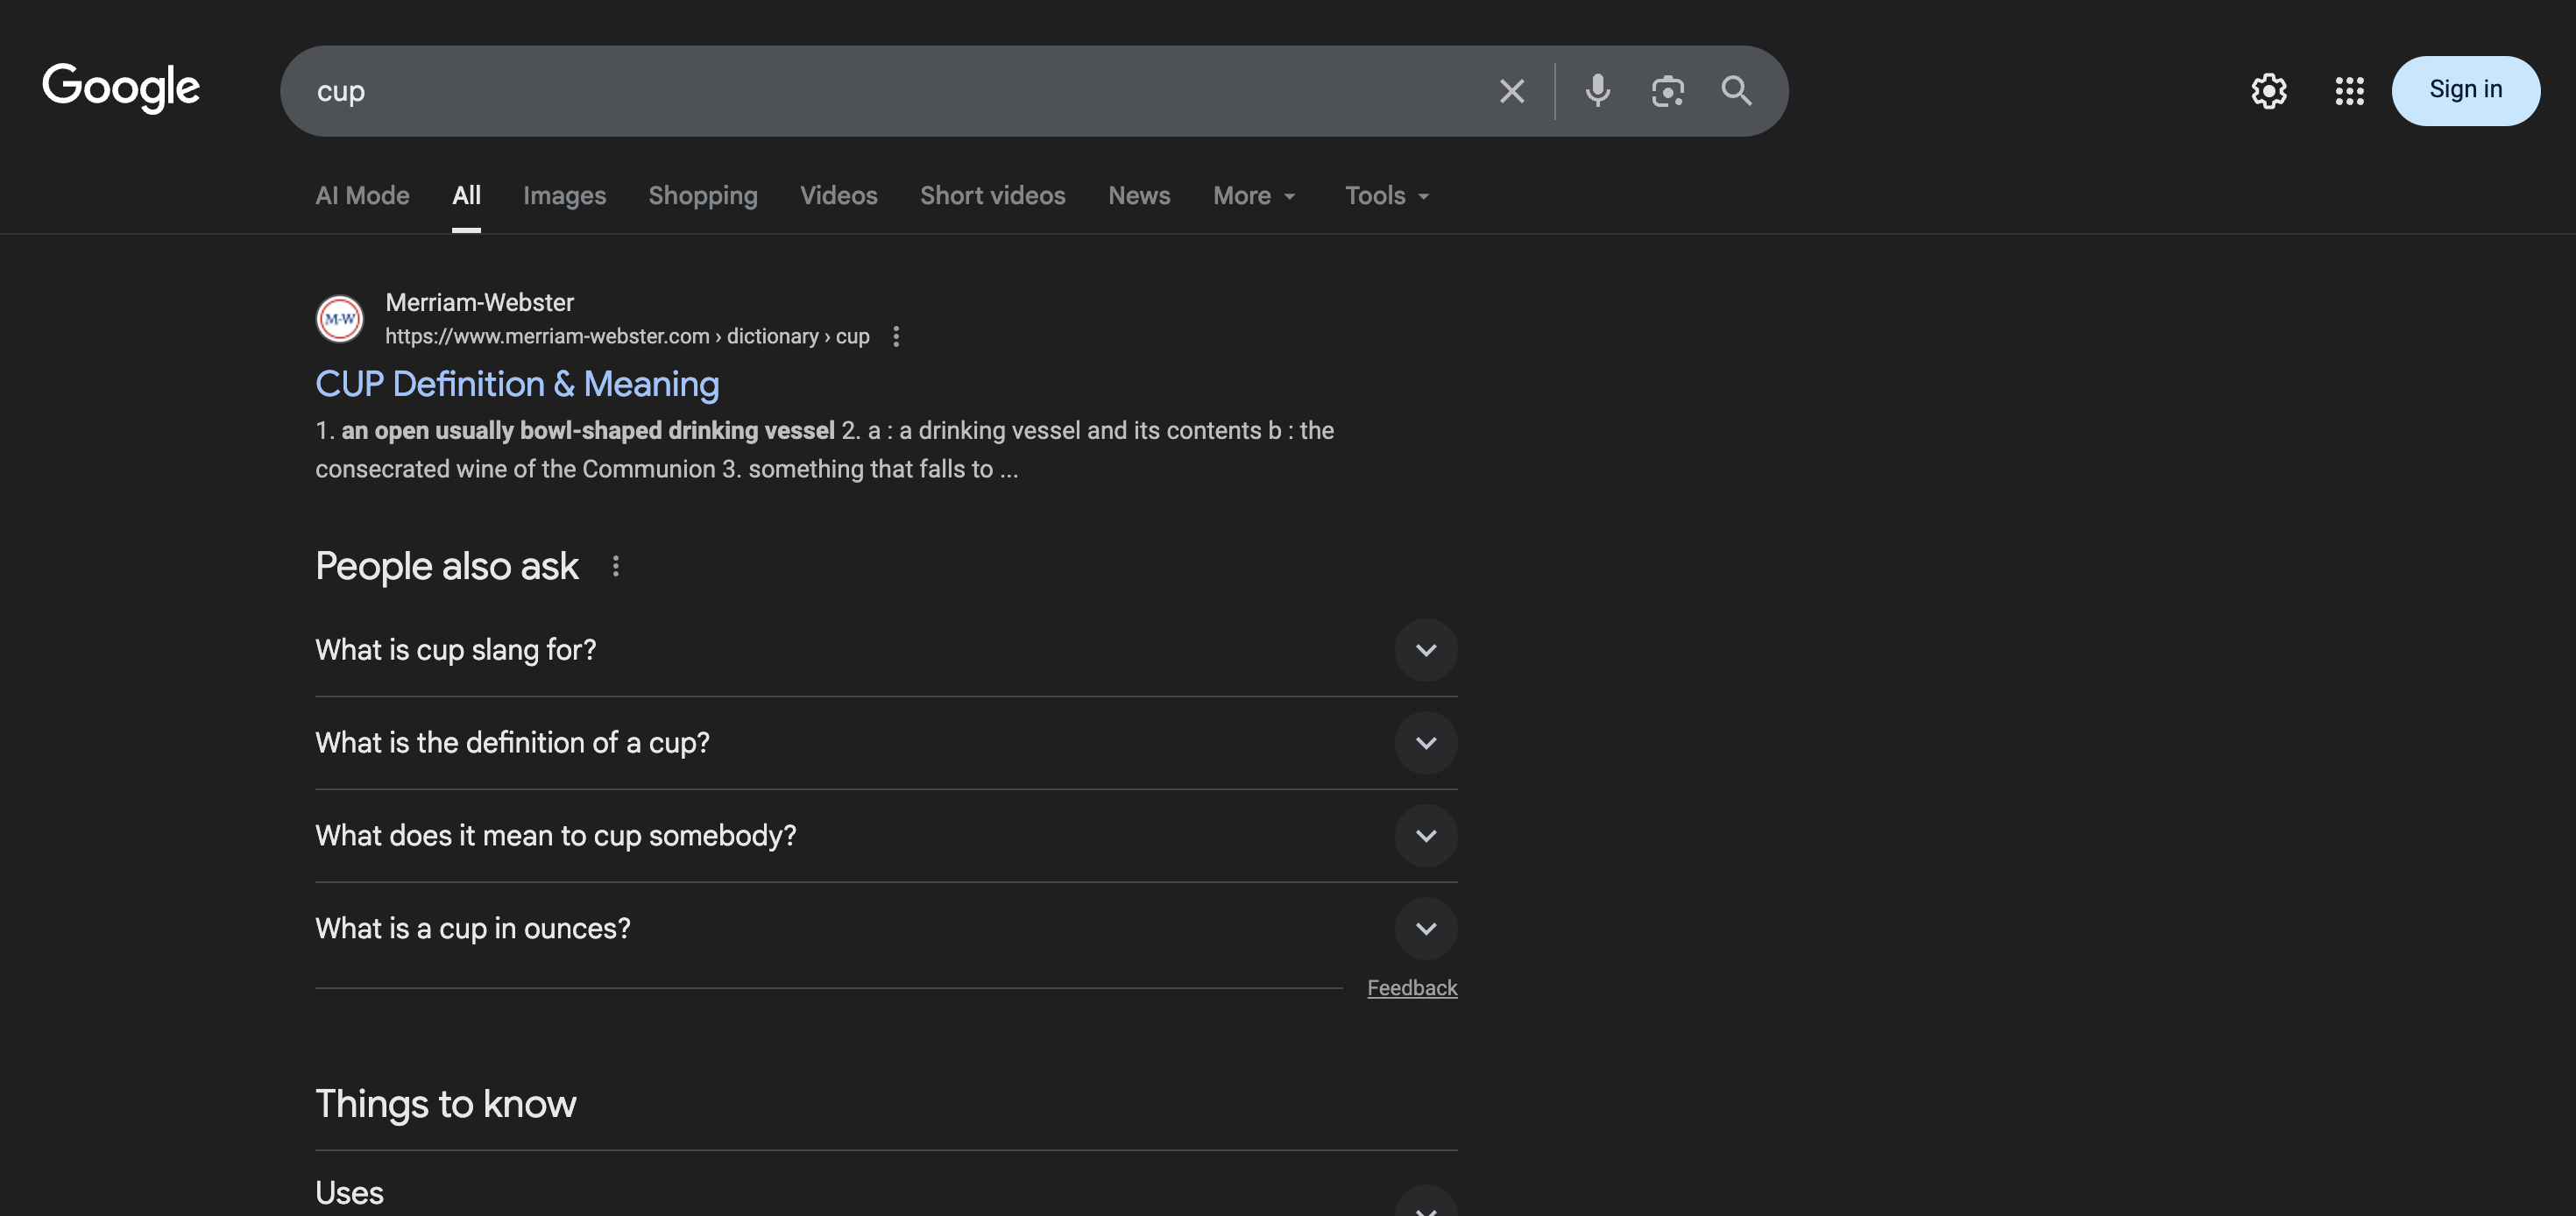 Google
cup
Sign in
AI Mode All Images Shopping Videos Short videos News More Tools
M-W
Merriam-Webster
https://www.merriam-webster.com › dictionary › cup
CUP Definition & Meaning
1. an open usually bowl-shaped drinking vessel 2. a : a drinking vessel and its contents b : the
consecrated wine of the Communion 3. something that falls to ...
People also ask
What is cup slang for?
What is the definition of a cup?
What does it mean to cup somebody?
What is a cup in ounces?
Feedback
Things to know
Uses